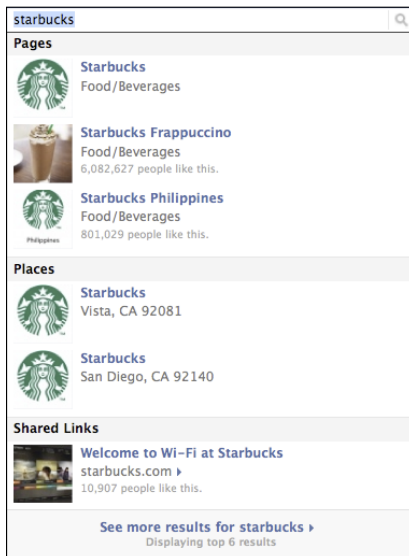 starbucks
Pages
Starbucks
Food/Beverages
Starbucks Frappuccino
Food/Beverages
6,082,627 people like this.
Starbucks Philippines
Food/Beverages
801,029 people like this.
Philippines
Places
Starbucks
Vista, CA 92081
Starbucks
San Diego, CA 92140
Shared Links
Welcome to Wi-Fi at Starbucks
starbucks.com
10,907 people like this.
See more results for starbucks
Displaying top 6 results